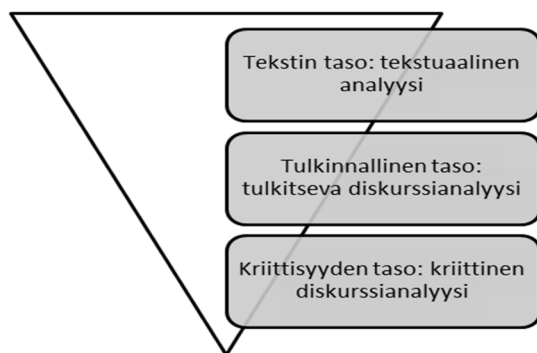 Tekstin taso: tekstuaalinen
analyysi
Tulkinnallinen taso:
tulkitseva diskurssianalyysi
Kriittisyyden taso: kriittinen
diskurssianalyysi